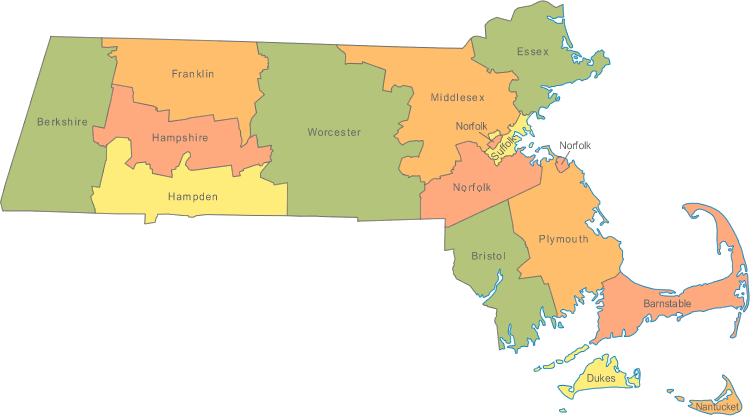 Essex
Franklin
Middlesex
Berkshire
Norfolk
Worcester
Hampshire
Suffolk
Norfolk
Norfolk
Hampden
Plymouth
Bristol
Barnstable
Dukes
Nantucket